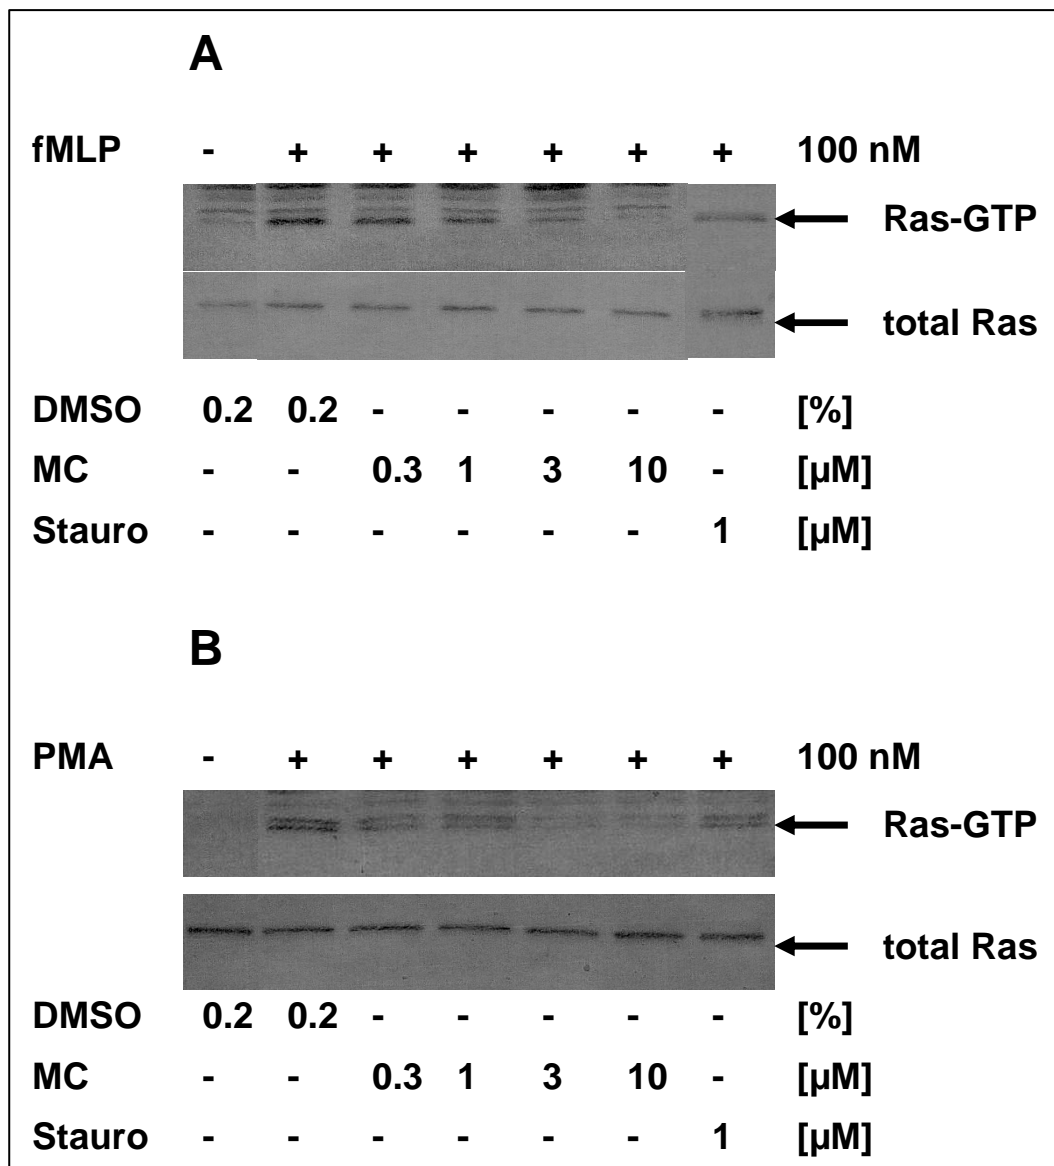 A
fMLP - + + + + + + 100 nM
Ras-GTP
total Ras
DMSO 0.2 0.2 - - - - - [%]
MC - - 0.3 1 3 10 - [µM]
Stauro - - - - - - 1 [µM]
B
PMA - + + + + + + 100 nM
Ras-GTP
total Ras
DMSO 0.2 0.2 - - - - - [%]
MC - - 0.3 1 3 10 - [µM]
Stauro - - - - - - 1 [µM]